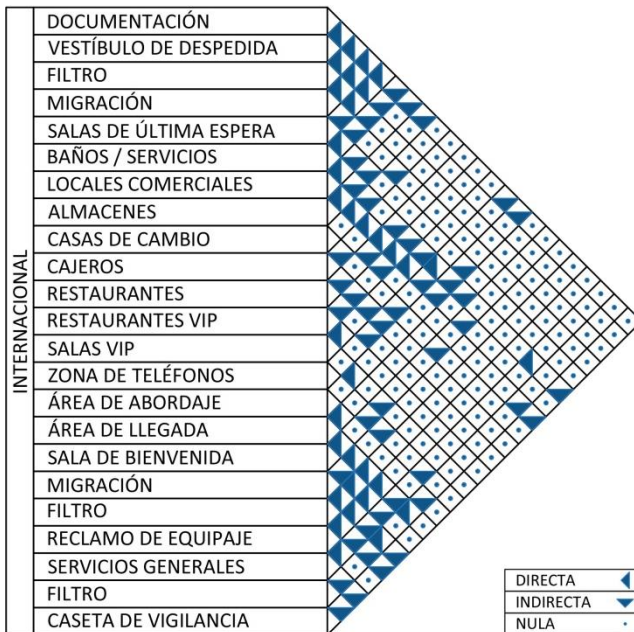 INTERNACIONAL
DOCUMENTACIÓN
VESTÍBULO DE DESPEDIDA
FILTRO
MIGRACIÓN
SALAS DE ÚLTIMA ESPERA
BAÑOS / SERVICIOS
LOCALES COMERCIALES
ALMACENES
CASAS DE CAMBIO
CAJEROS
RESTAURANTES
RESTAURANTES VIP
SALAS VIP
ZONA DE TELÉFONOS
ÁREA DE ABORDAJE
ÁREA DE LLEGADA
SALA DE BIENVENIDA
MIGRACIÓN
FILTRO
RECLAMO DE EQUIPAJE
SERVICIOS GENERALES
FILTRO
CASETA DE VIGILANCIA
DIRECTA
INDIRECTA
NULA